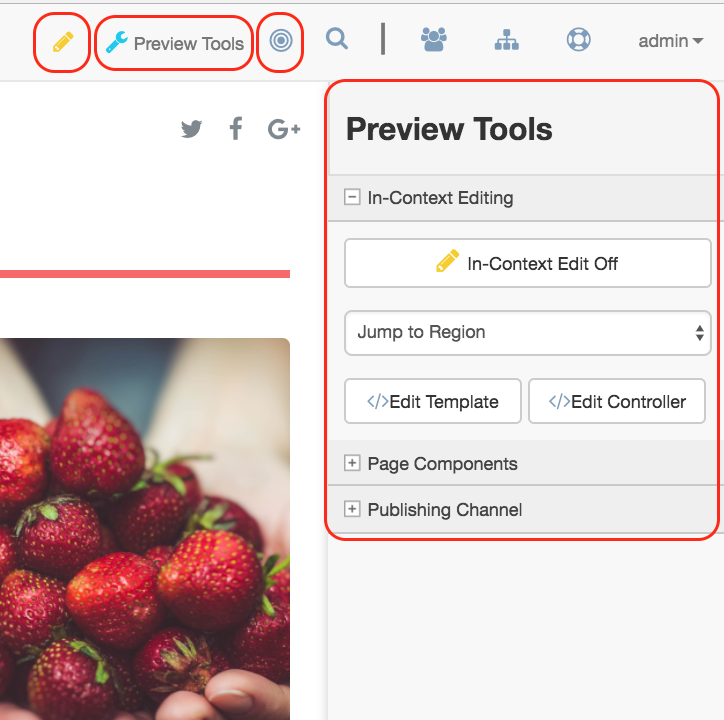 Preview Tools
admin
G+
Preview Tools
In-Context Editing
In-Context Edit Off
Jump to Region
</>Edit Template
</>Edit Controller
Page Components
Publishing Channel